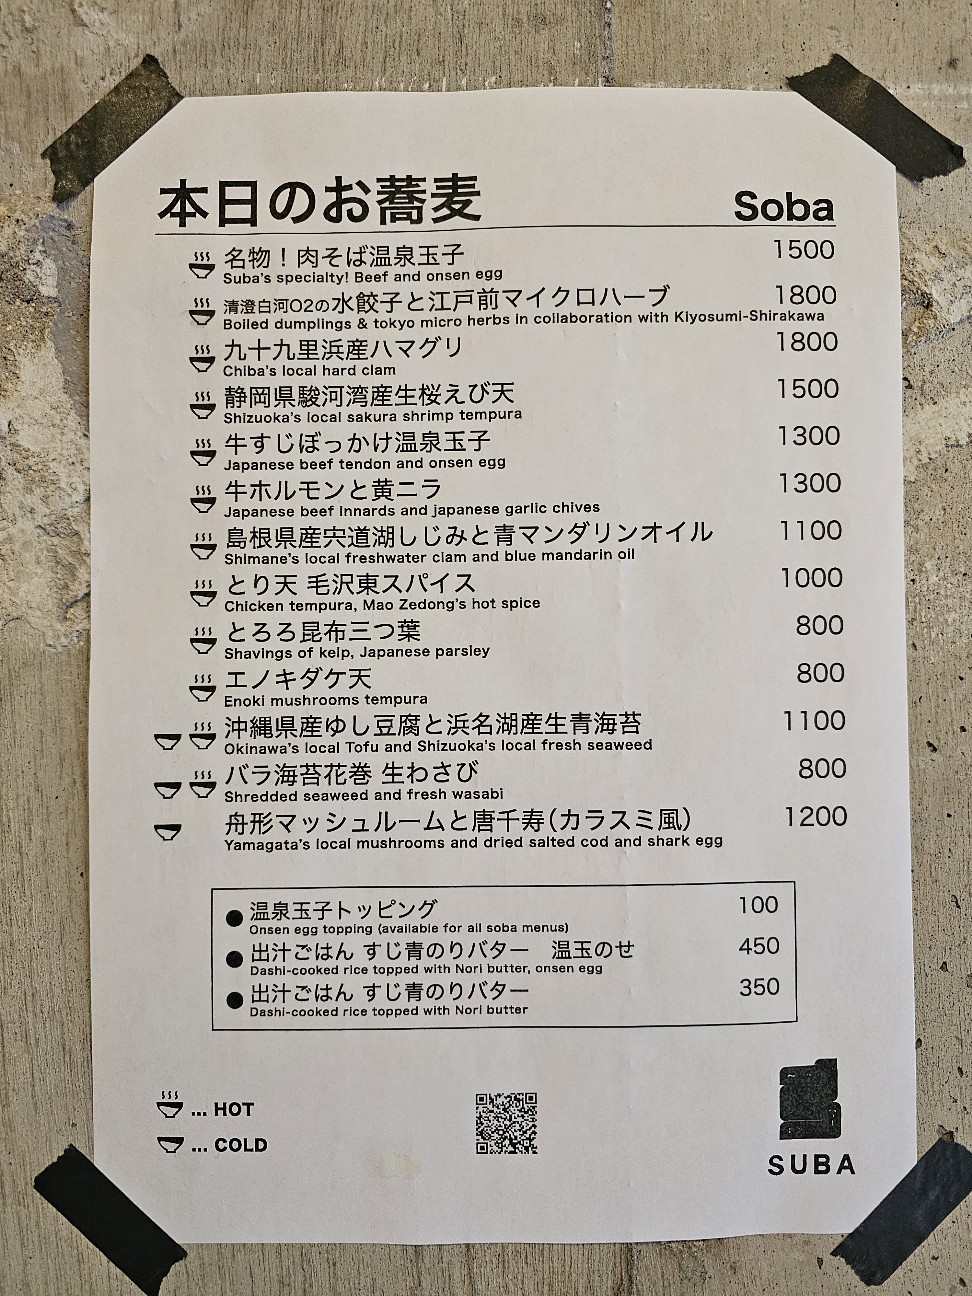 本日のお蕎麦 Soba
名物！肉そば温泉玉子 1500
Suba's specialty! Beef and onsen egg
清澄白河O2の水餃子と江戸前マイクロハーブ 1800
Boiled dumplings & tokyo micro herbs in collaboration with Kiyosumi-Shirakawa
九十九里浜産ハマグリ 1800
Chiba's local hard clam
静岡県駿河湾産生桜えび天 1500
Shizuoka's local sakura shrimp tempura
牛すじぼっかけ温泉玉子 1300
Japanese beef tendon and onsen egg
牛ホルモンと黄ニラ 1300
Japanese beef innards and japanese garlic chives
島根県産宍道湖しじみと青マンダリンオイル 1100
Shimane's local freshwater clam and blue mandarin oil
とり天 毛沢東スパイス 1000
Chicken tempura, Mao Zedong's hot spice
とろろ昆布三つ葉 800
Shavings of kelp, Japanese parsley
エノキダケ天 800
Enoki mushrooms tempura
沖縄県産ゆし豆腐と浜名湖産生青海苔 1100
Okinawa's local Tofu and Shizuoka's local fresh seaweed
バラ海苔花巻 生わさび 800
Shredded seaweed and fresh wasabi
舟形マッシュルームと唐千寿（カラスミ風） 1200
Yamagata's local mushrooms and dried salted cod and shark egg
● 温泉玉子トッピング 100
Onsen egg topping (available for all soba menus)
● 出汁ごはん すじ青のりバター 温玉のせ 450
Dashi-cooked rice topped with Nori butter, onsen egg
● 出汁ごはん すじ青のりバター 350
Dashi-cooked rice topped with Nori butter
... HOT
... COLD
SUBA